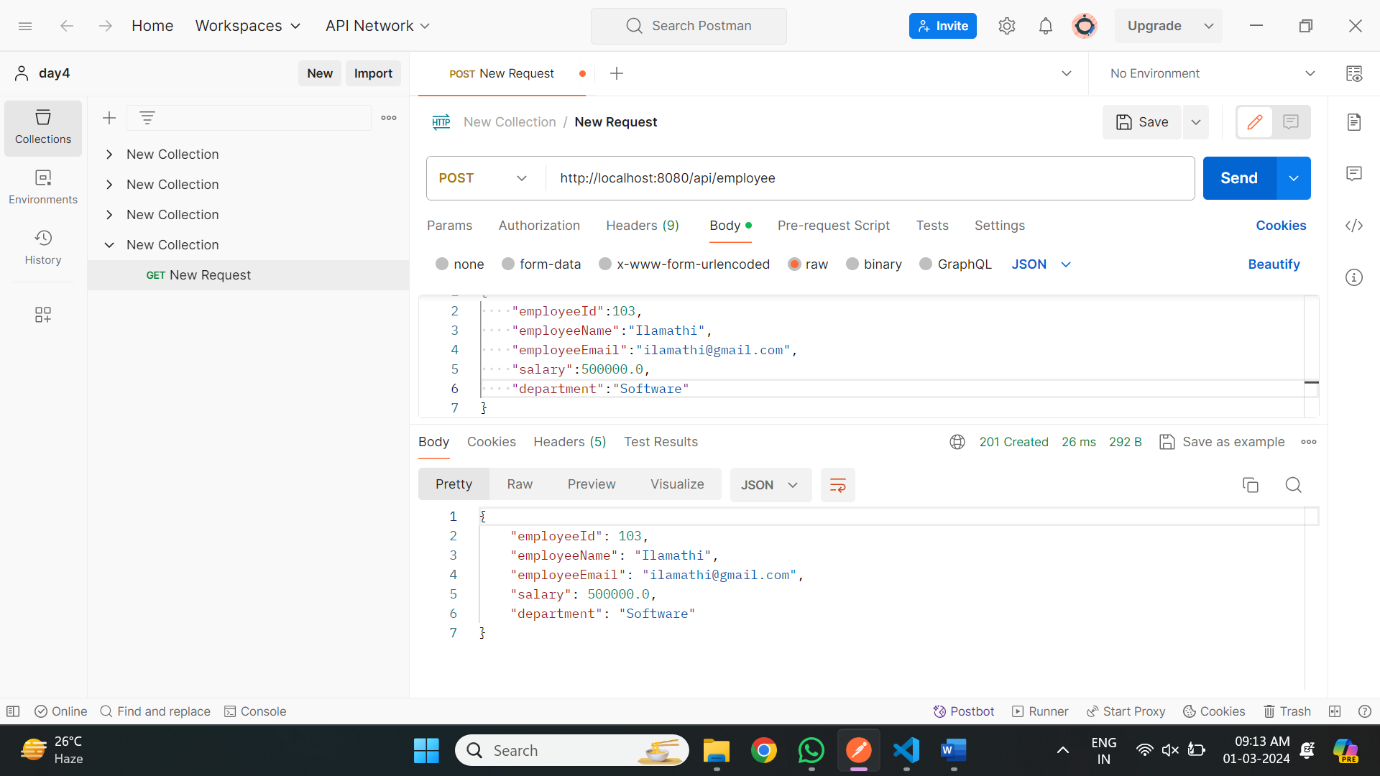 Home Workspaces API Network Search Postman Invite Upgrade
day4 New Import POST New Request No Environment
HTTP New Collection / New Request Save
Collections
Environments
History
New Collection
New Collection
New Collection
New Collection
GET New Request
POST http://localhost:8080/api/employee Send
Params Authorization Headers (9) Body Pre-request Script Tests Settings Cookies
none form-data x-www-form-urlencoded raw binary GraphQL JSON Beautify
2 "employeeId":103,
3 "employeeName":"Ilamathi",
4 "employeeEmail":"ilamathi@gmail.com",
5 "salary":500000.0,
6 "department":"Software"
7 }
Body Cookies Headers (5) Test Results 201 Created 26 ms 292 B Save as example
Pretty Raw Preview Visualize JSON
1 {
2 "employeeId": 103,
3 "employeeName": "Ilamathi",
4 "employeeEmail": "ilamathi@gmail.com",
5 "salary": 500000.0,
6 "department": "Software"
7 }
Online Find and replace Console Postbot Runner Start Proxy Cookies Trash
26°C
Haze
Search
ENG
IN
09:13 AM
01-03-2024
PRE